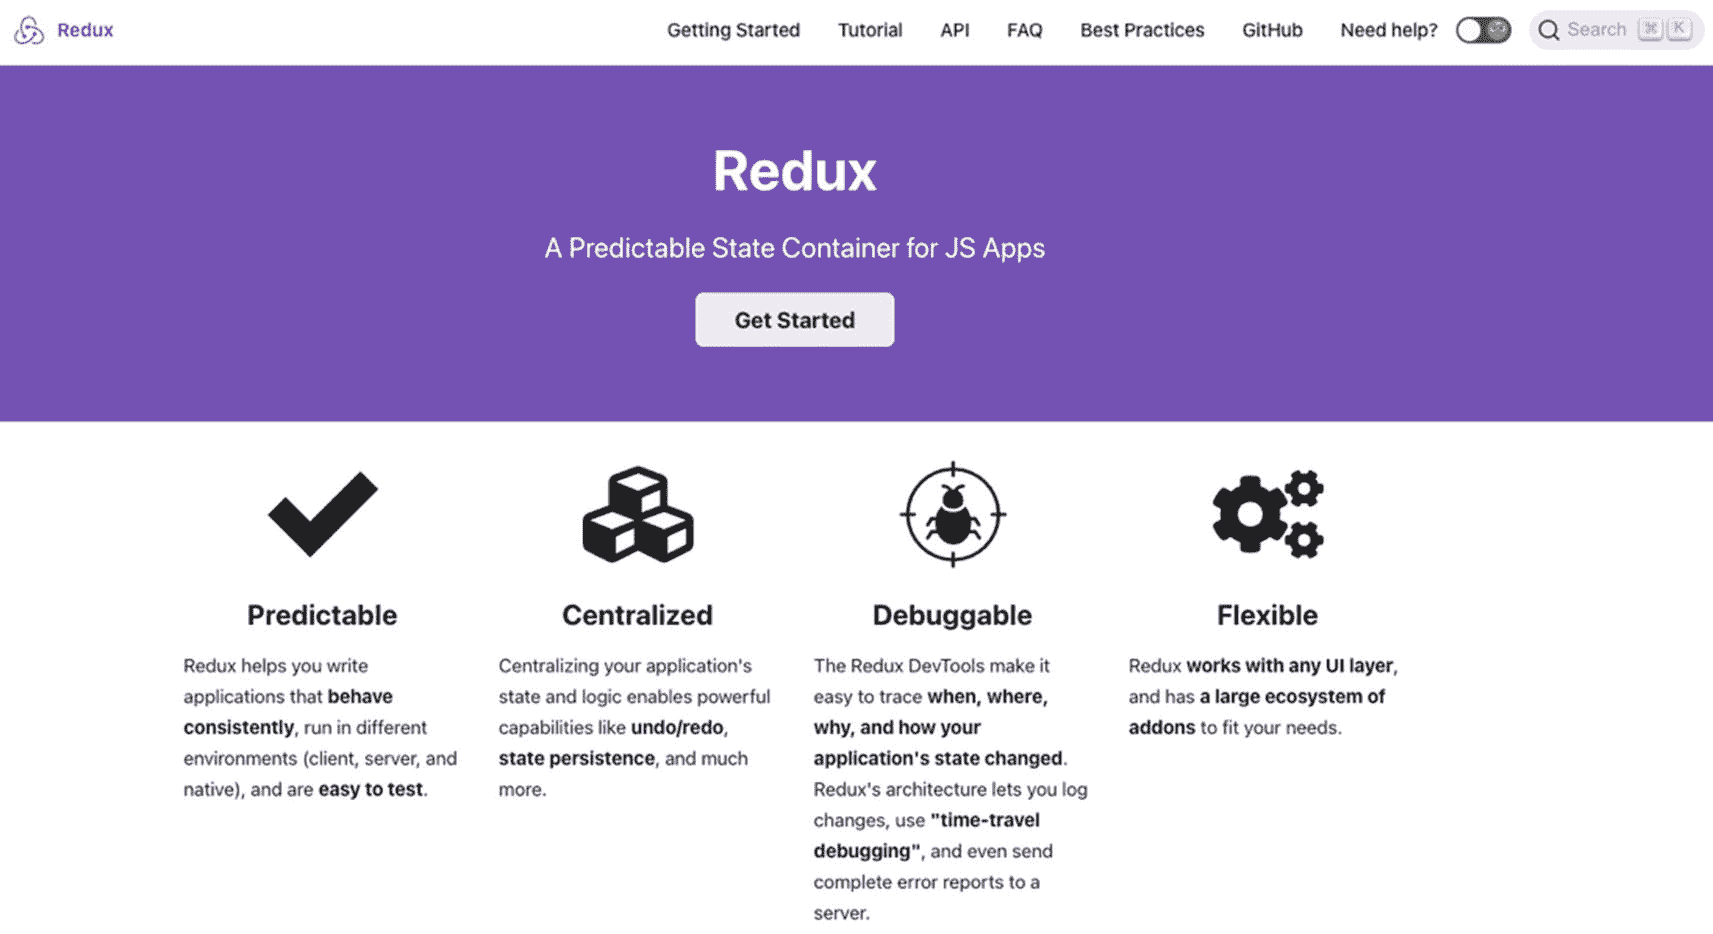 Redux
Getting Started Tutorial API FAQ Best Practices GitHub Need help? Search ⌘ K
Redux
A Predictable State Container for JS Apps
Get Started
Predictable
Redux helps you write
applications that behave
consistently, run in different
environments (client, server, and
native), and are easy to test.
Centralized
Centralizing your application's
state and logic enables powerful
capabilities like undo/redo,
state persistence, and much
more.
Debuggable
The Redux DevTools make it
easy to trace when, where,
why, and how your
application's state changed.
Redux's architecture lets you log
changes, use "time-travel
debugging", and even send
complete error reports to a
server.
Flexible
Redux works with any UI layer,
and has a large ecosystem of
addons to fit your needs.